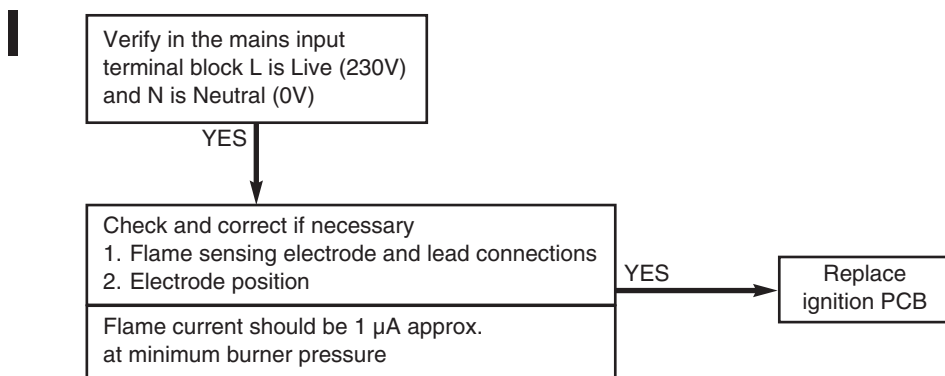 I
Verify in the mains input
terminal block L is Live (230V)
and N is Neutral (0V)
YES
Check and correct if necessary
1. Flame sensing electrode and lead connections
2. Electrode position
Flame current should be 1 µA approx.
at minimum burner pressure
YES
Replace
ignition PCB